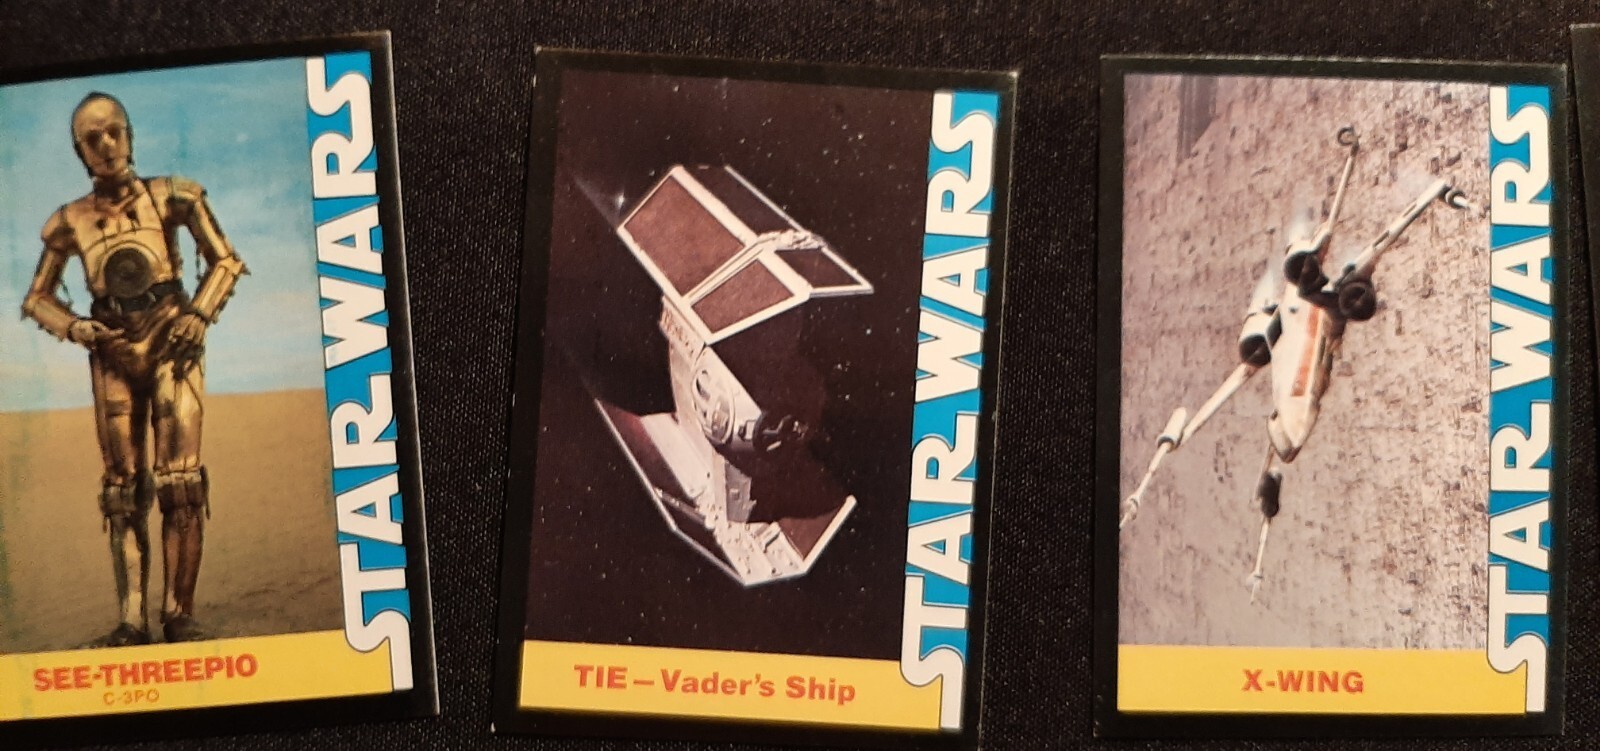 STAR WARS
SEE-THREEPIO
C-3PO
STAR WARS
TIE—Vader's Ship
STAR WARS
X-WING